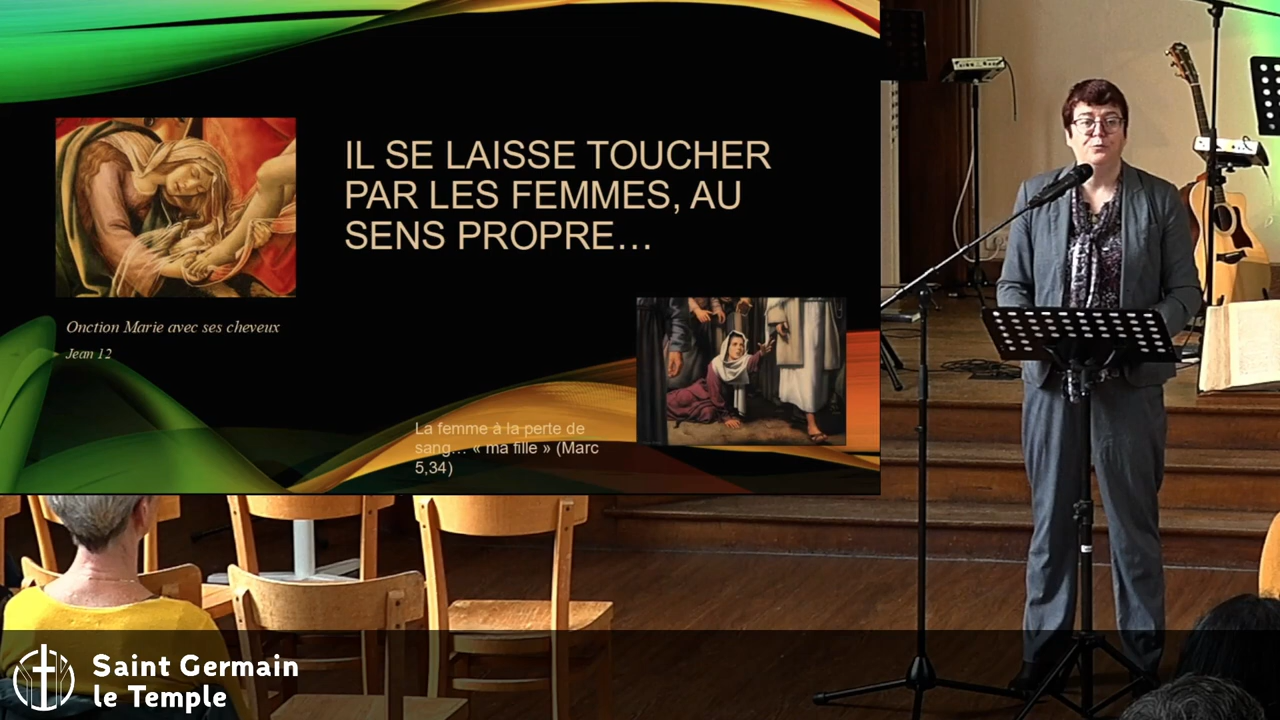 IL SE LAISSE TOUCHER
PAR LES FEMMES, AU
SENS PROPRE…
Onction Marie avec ses cheveux
Jean 12
La femme à la perte de
sang… « ma fille » (Marc
5,34)
Saint Germain
le Temple